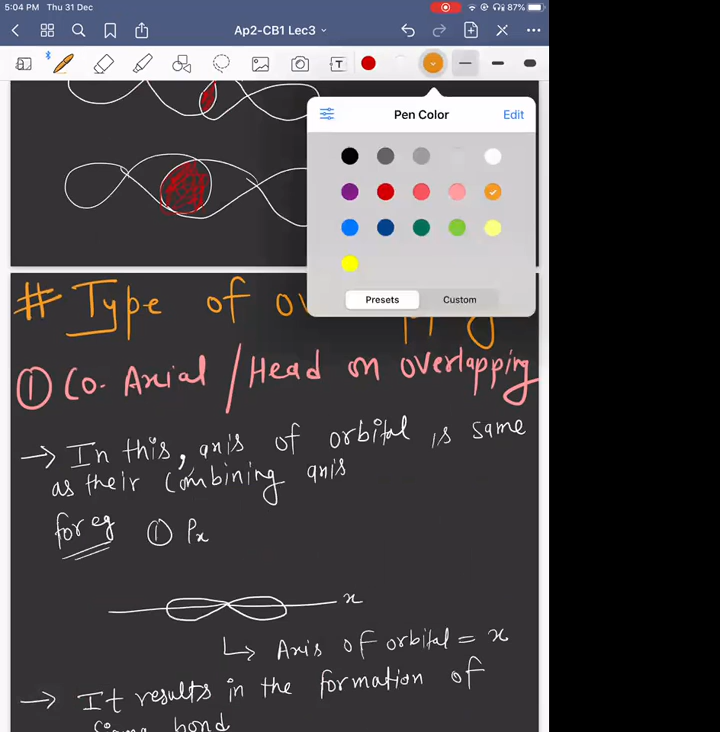 5:04 PM Thu 31 Dec 87%
Ap2-CB1 Lec3
T
Pen Color Edit
Presets Custom
# Type of
① Co-Axial / Head on overlapping
→ In this, axis of orbital is same
as their combining axis
for eg ① Px
x
↳ Axis of orbital = x
→ It results in the formation of
bond